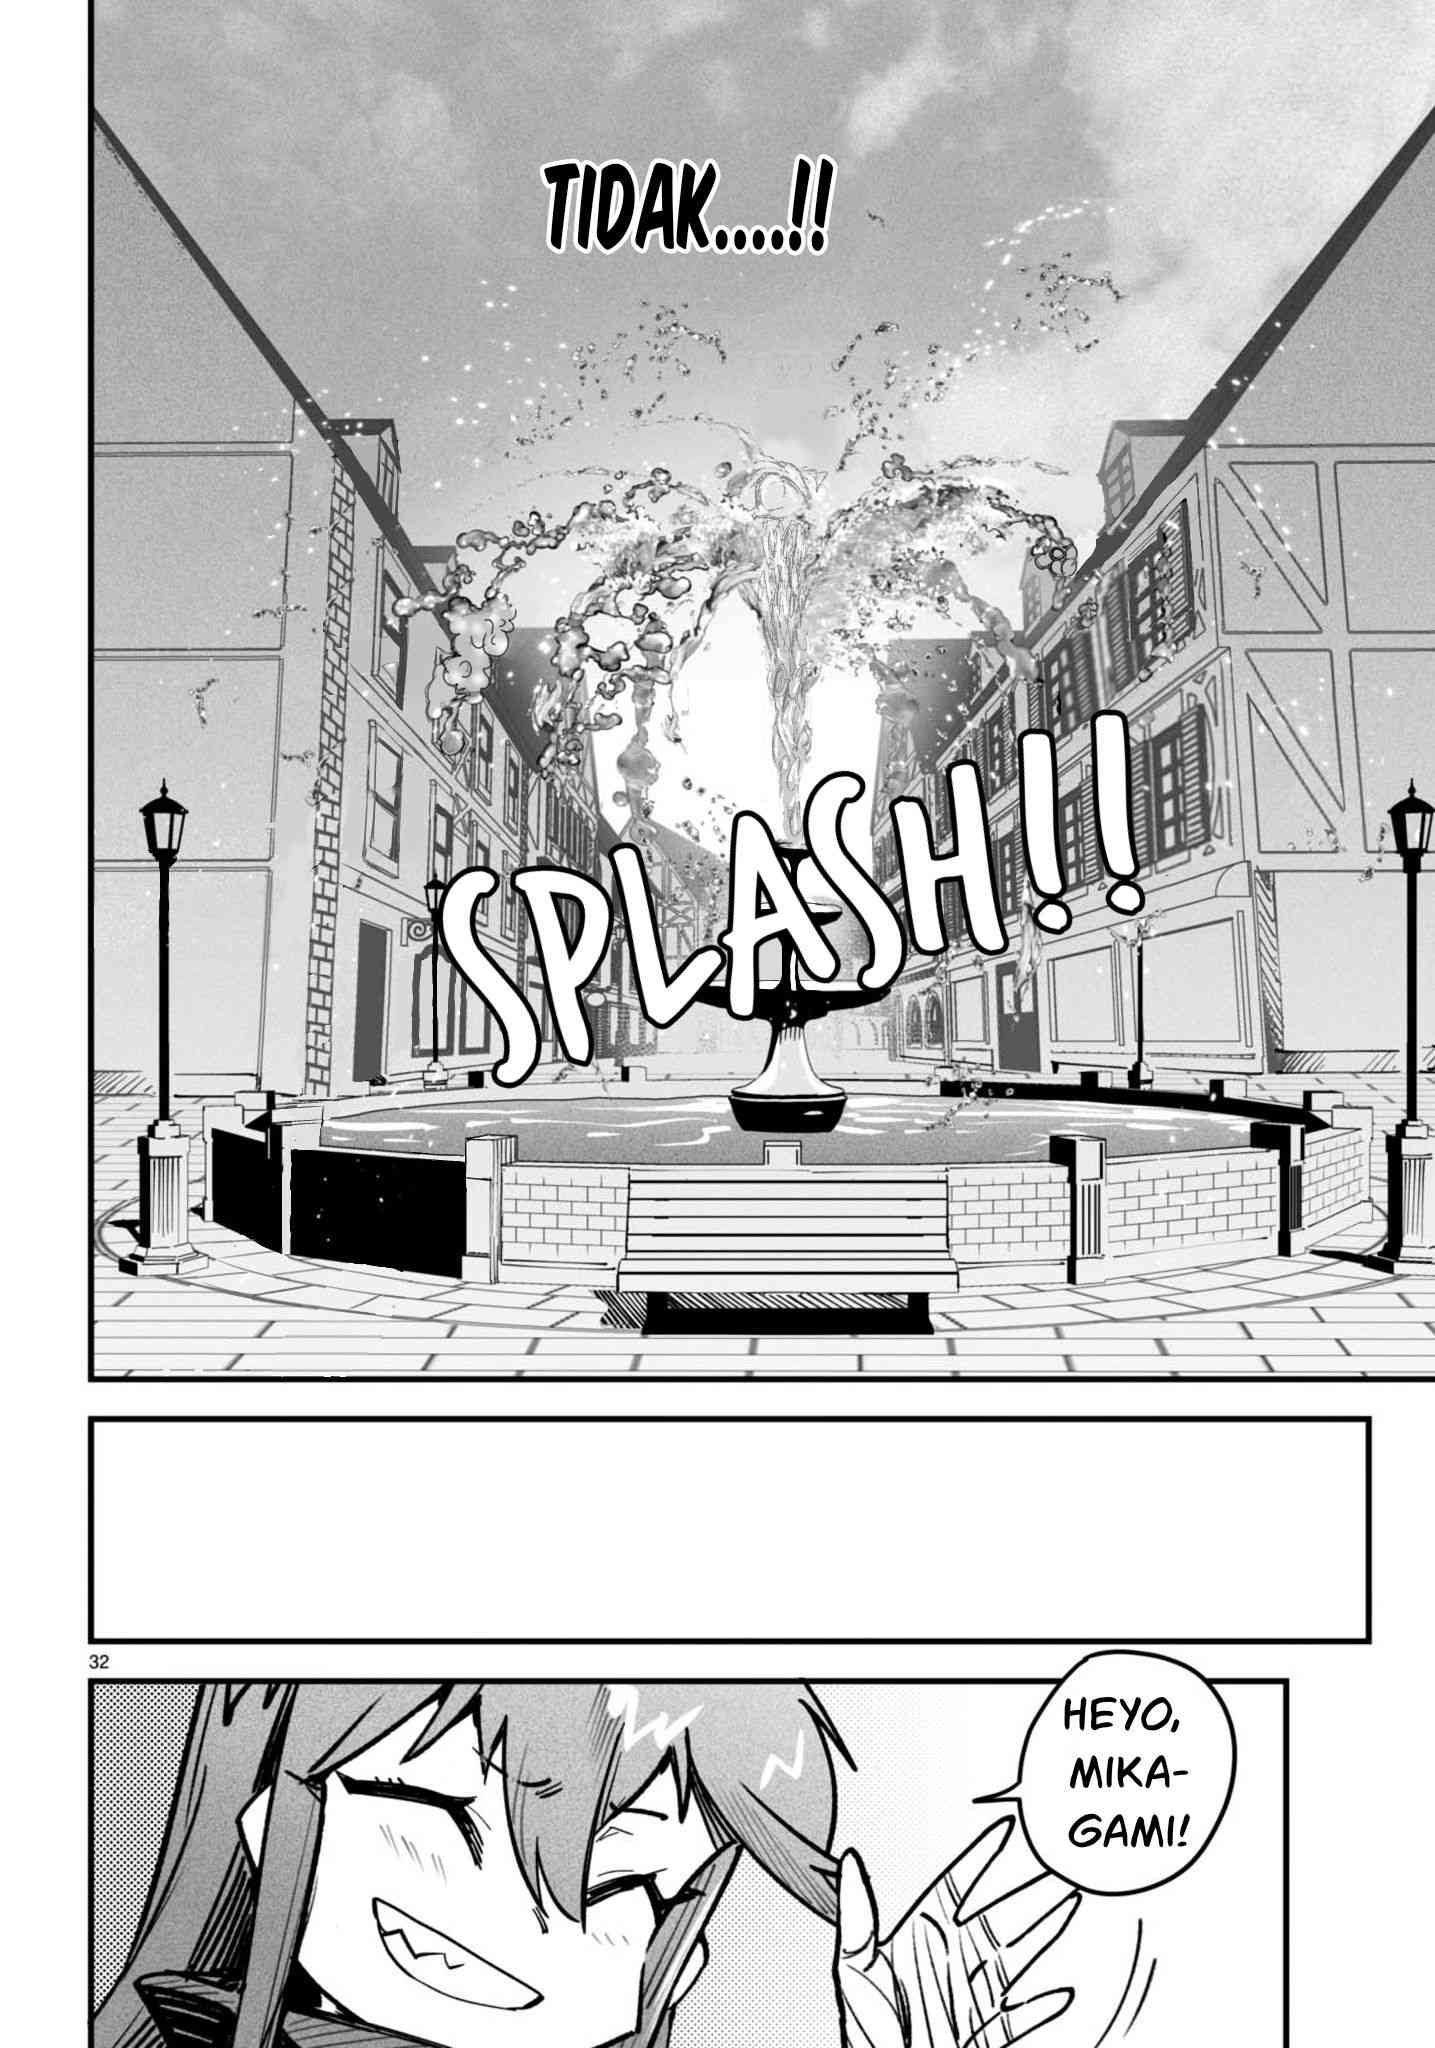 TIDAK.....!!
SPLASH!!
32
HEYO,
MIKA-
GAMI!